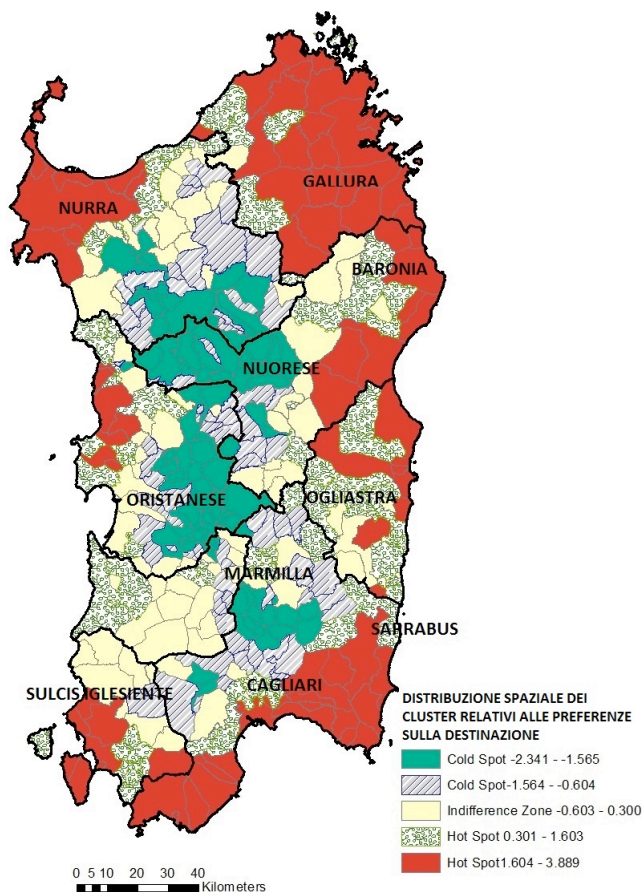 NURRA
GALLURA
BARONIA
NUORESE
ORISTANESE
OGLIASTRA
MARMILLA
SARRABUS
SULCIS IGLESIENTE
CAGLIARI
DISTRIBUZIONE SPAZIALE DEI
CLUSTER RELATIVI ALLE PREFERENZE
SULLA DESTINAZIONE
Cold Spot -2.341 - -1.565
Cold Spot-1.564 - -0.604
Indifference Zone -0.603 - 0.300
Hot Spot 0.301 - 1.603
Hot Spot1.604 - 3.889
0 5 10 20 30 40
Kilometers